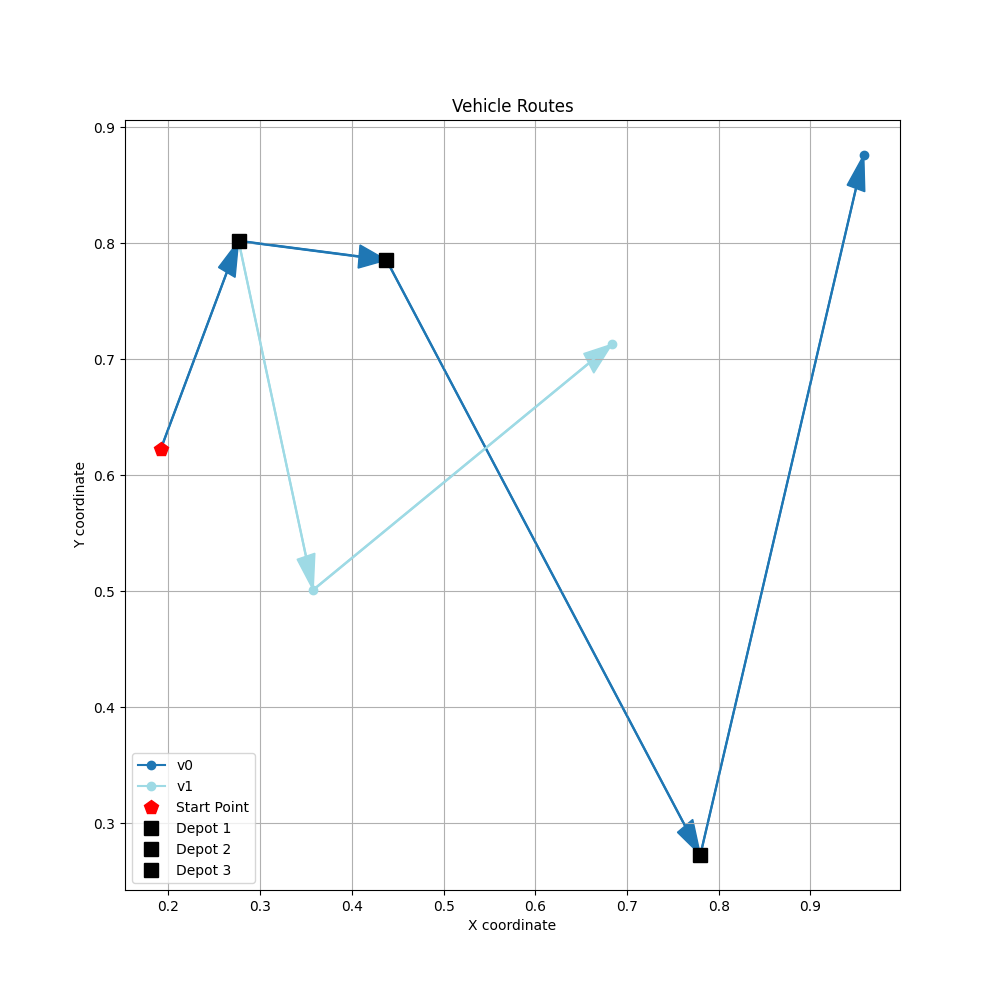 Vehicle Routes
0.9
0.8
0.7
0.6
0.5
0.4
0.3
Y coordinate
v0
v1
Start Point
Depot 1
Depot 2
Depot 3
0.2 0.3 0.4 0.5 0.6 0.7 0.8 0.9
X coordinate